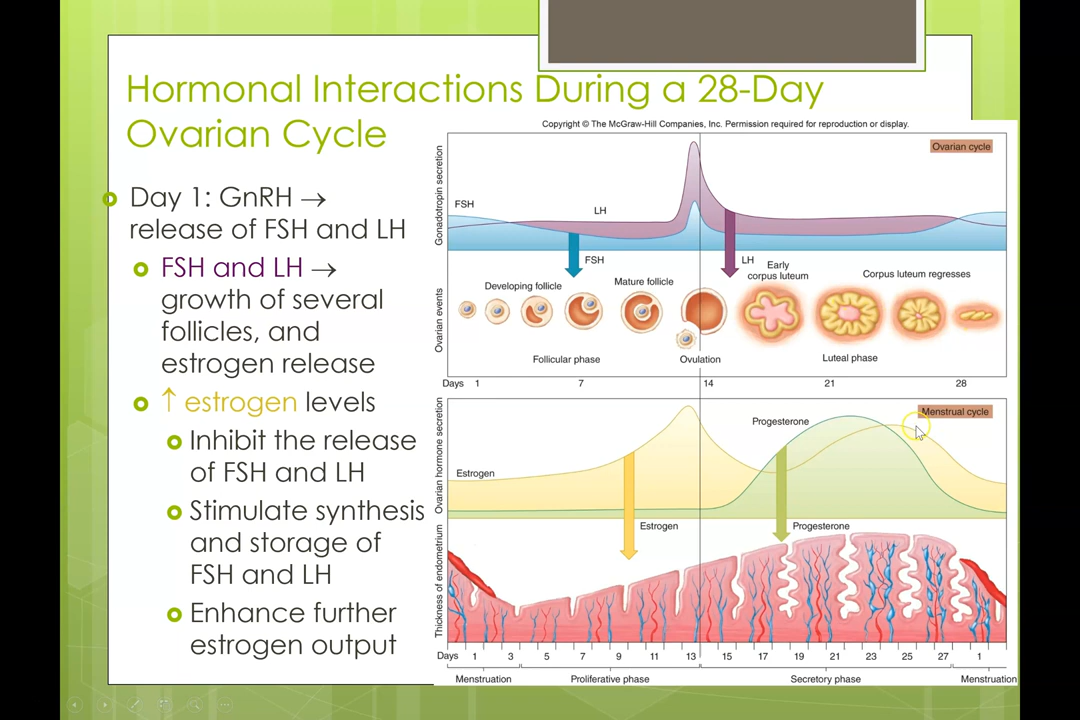 Hormonal Interactions During a 28-Day
Ovarian Cycle
Day 1: GnRH →
release of FSH and LH
FSH and LH →
growth of several
follicles, and
estrogen release
↑ estrogen levels
Inhibit the release
of FSH and LH
Stimulate synthesis
and storage of
FSH and LH
Enhance further
estrogen output
Copyright © The McGraw-Hill Companies, Inc. Permission required for reproduction or display.
Gonadotropin secretion
Ovarian cycle
FSH
LH
FSH
LH
Ovarian events
Developing follicle
Mature follicle
Early
corpus luteum
Corpus luteum regresses
Follicular phase
Ovulation
Luteal phase
Days 1 7 14 21 28
Ovarian hormone secretion
Menstrual cycle
Progesterone
Estrogen
Estrogen
Progesterone
Thickness of endometrium
Days 1 3 5 7 9 11 13 15 17 19 21 23 25 27 1
Menstruation Proliferative phase Secretory phase Menstruation